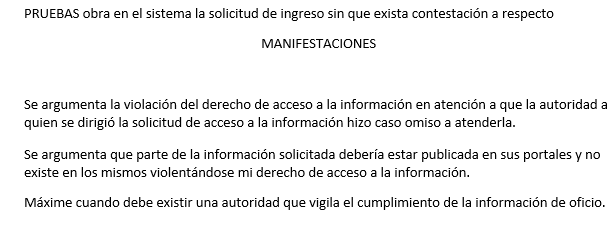 PRUEBAS obra en el sistema la solicitud de ingreso sin que exista contestación a respecto
MANIFESTACIONES
Se argumenta la violación del derecho de acceso a la información en atención a que la autoridad a
quien se dirigió la solicitud de acceso a la información hizo caso omiso a atenderla.
Se argumenta que parte de la información solicitada debería estar publicada en sus portales y no
existe en los mismos violentándose mi derecho de acceso a la información.
Máxime cuando debe existir una autoridad que vigila el cumplimiento de la información de oficio.